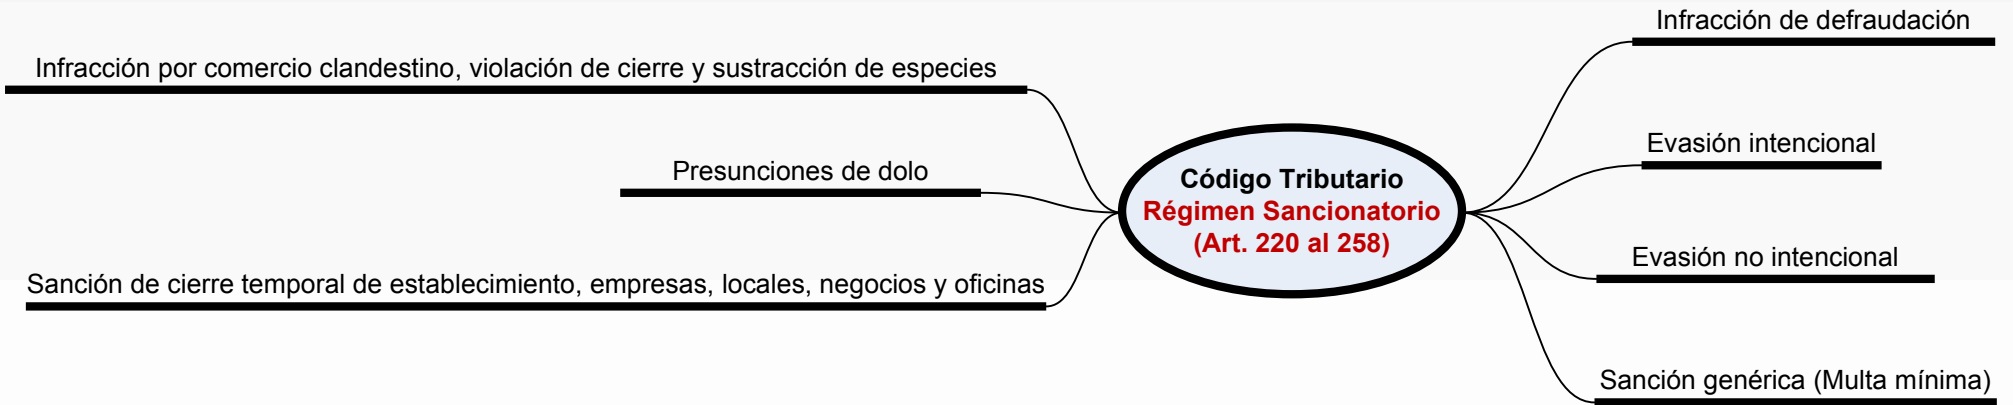 Infracción por comercio clandestino, violación de cierre y sustracción de especies
Presunciones de dolo
Sanción de cierre temporal de establecimiento, empresas, locales, negocios y oficinas
Código Tributario
Régimen Sancionatorio
(Art. 220 al 258)
Infracción de defraudación
Evasión intencional
Evasión no intencional
Sanción genérica (Multa mínima)